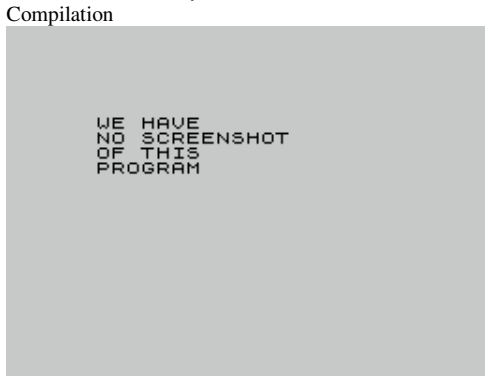 Compilation
WE HAVE
NO SCREENSHOT
OF THIS
PROGRAM